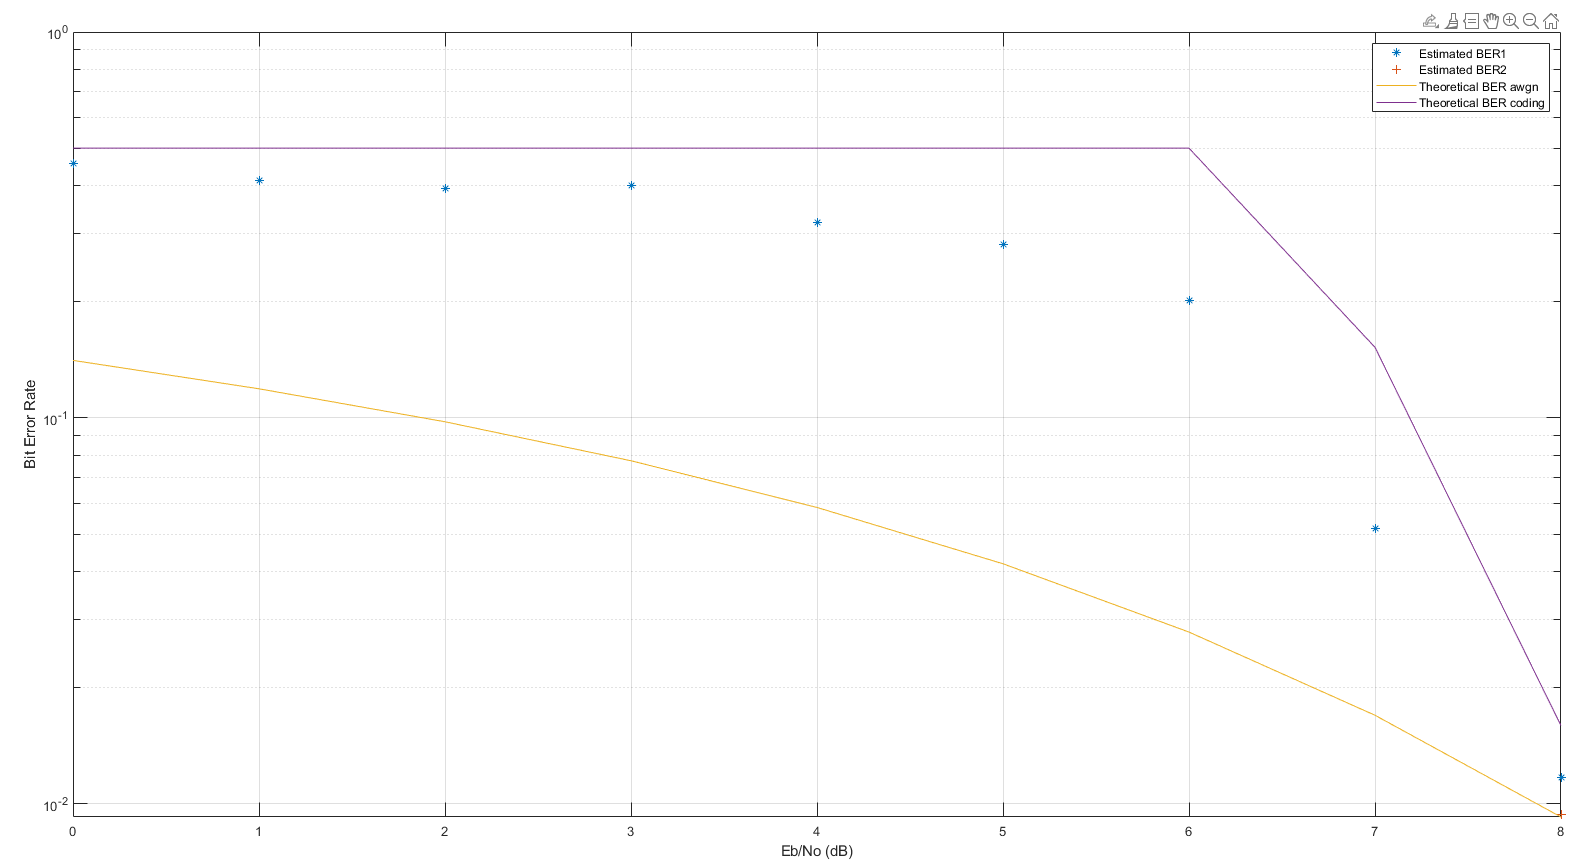 Estimated BER1
Estimated BER2
Theoretical BER awgn
Theoretical BER coding
10^0
10^-1
10^-2
Bit Error Rate
0 1 2 3 4 5 6 7 8
Eb/No (dB)